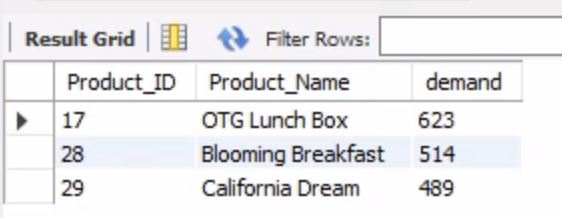 Result Grid Filter Rows:
Product_ID Product_Name demand
17 OTG Lunch Box 623
28 Blooming Breakfast 514
29 California Dream 489